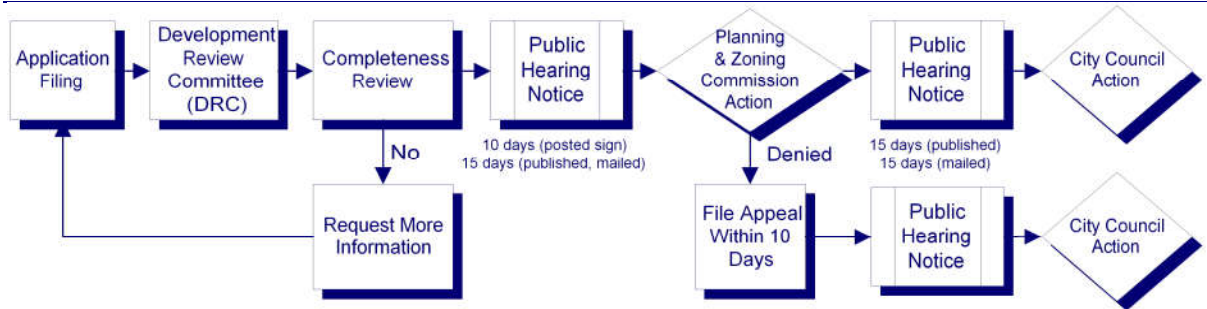 Application
Filing
Development
Review
Committee
(DRC)
Completeness
Review
Public
Hearing
Notice
10 days (posted sign)
15 days (published, mailed)
Planning
& Zoning
Commission
Action
Public
Hearing
Notice
15 days (published)
15 days (mailed)
City Council
Action
No
Request More
Information
Denied
File Appeal
Within 10
Days
Public
Hearing
Notice
City Council
Action